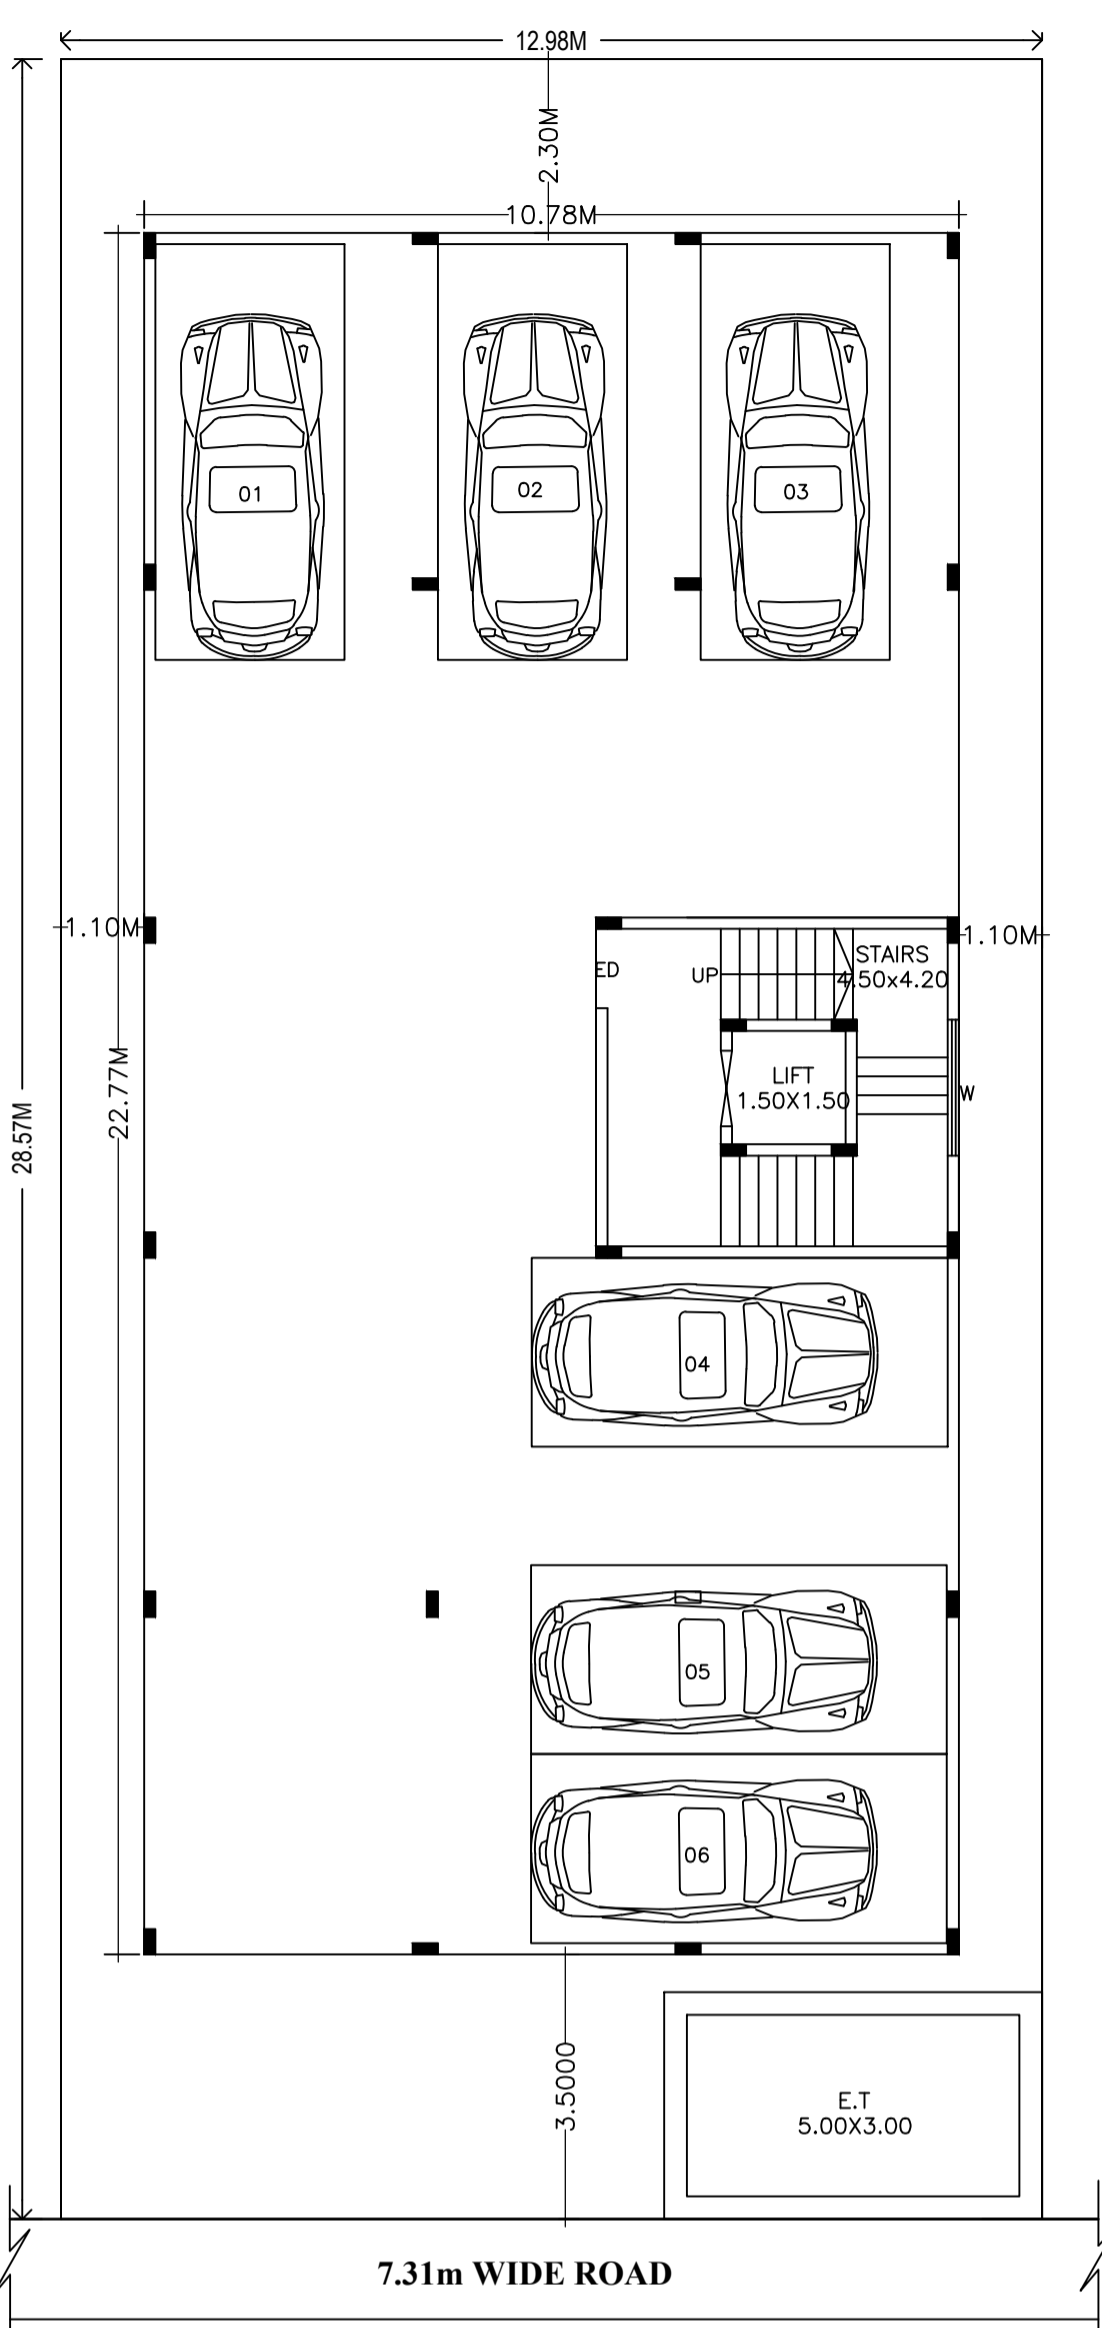 12.98M
2.30M
10.78M
01
02
03
1.10M
1.10M
ED
UP
STAIRS
4.50x4.20
LIFT
1.50X1.50
W
22.77M
28.57M
04
05
06
3.5000
E.T
5.00X3.00
7.31m WIDE ROAD